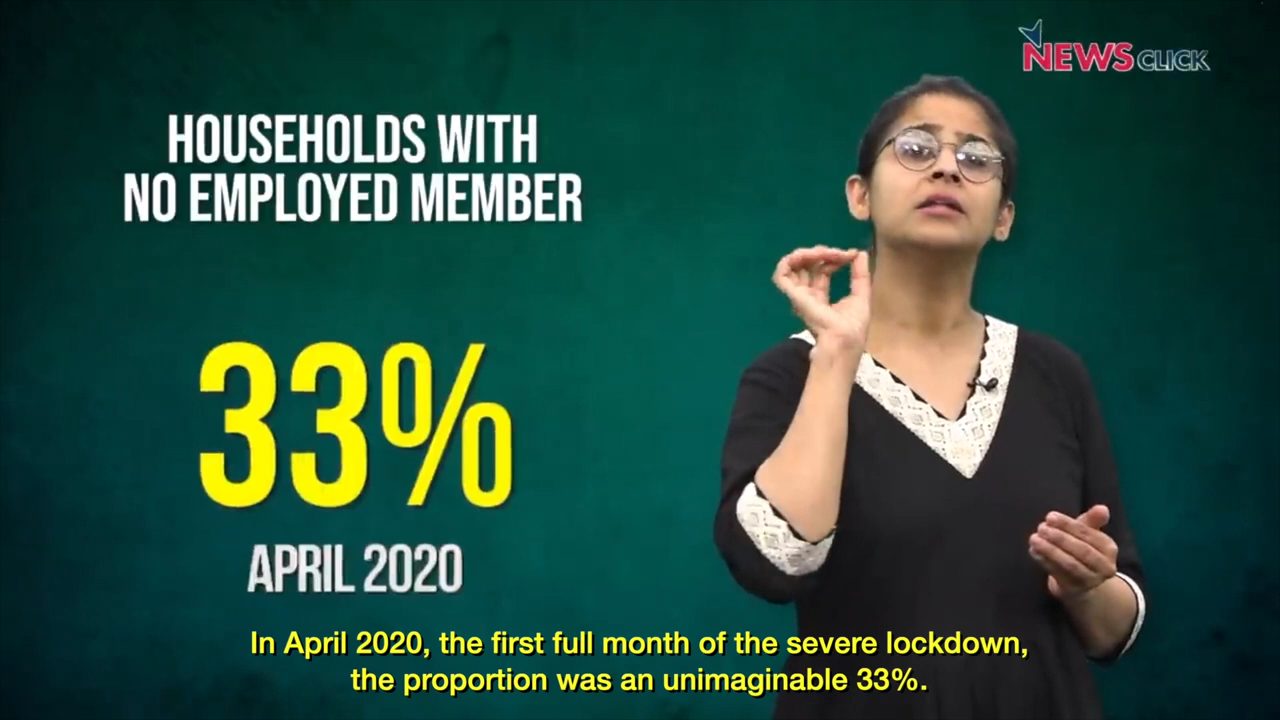 NEWSCLICK
HOUSEHOLDS WITH
NO EMPLOYED MEMBER
33%
APRIL 2020
In April 2020, the first full month of the severe lockdown,
the proportion was an unimaginable 33%.